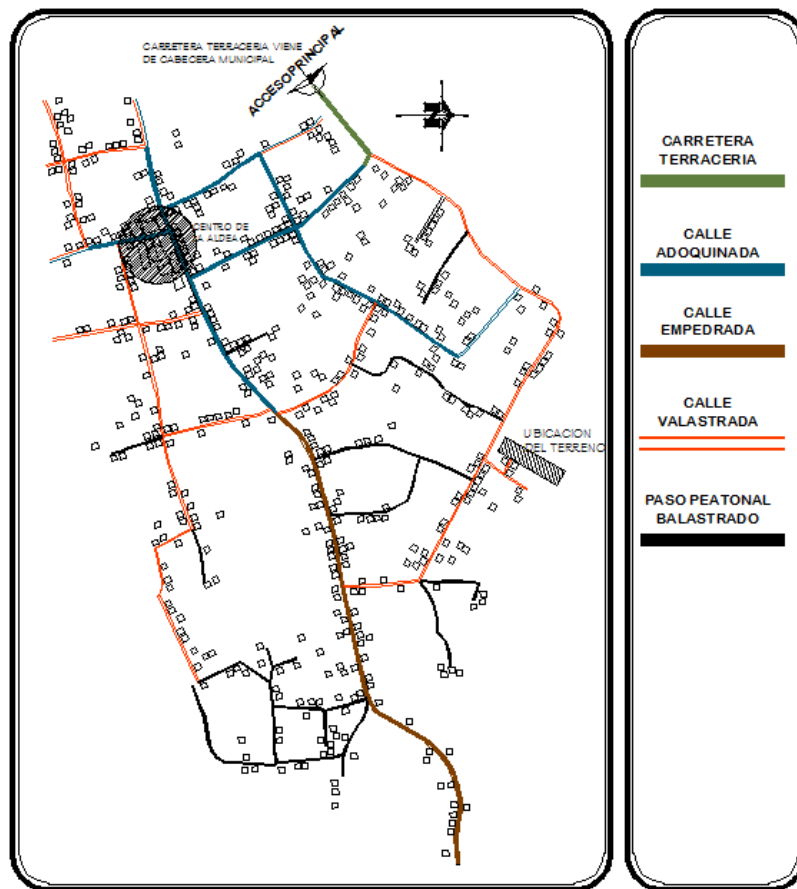 CARRETERA TERRACERIA VIENE
DE CABECERA MUNICIPAL
ACCESO PRINCIPAL
N
CENTRO DE
A ALDEA
UBICACION
DEL TERRENO
CARRETERA
TERRACERIA
CALLE
ADOQUINADA
CALLE
EMPEDRADA
CALLE
VALASTRADA
PASO PEATONAL
BALASTRADO